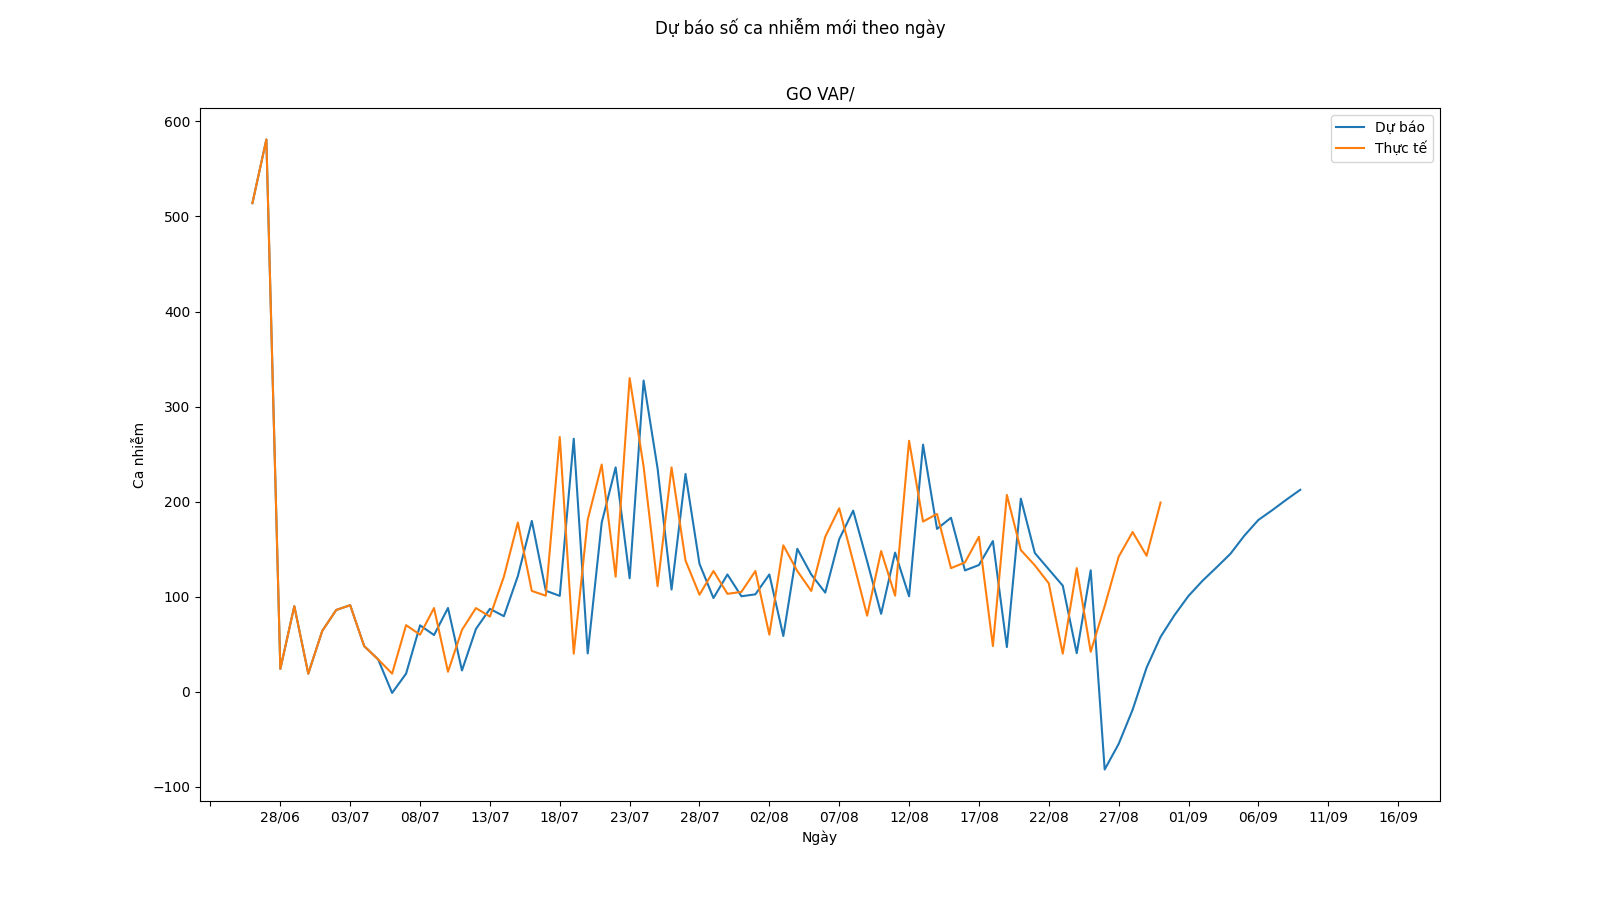 Dự báo số ca nhiễm mới theo ngày
GO VAP/
Dự báo
Thực tế
Ca nhiễm
600
500
400
300
200
100
0
−100
28/06 03/07 08/07 13/07 18/07 23/07 28/07 02/08 07/08 12/08 17/08 22/08 27/08 01/09 06/09 11/09 16/09
Ngày